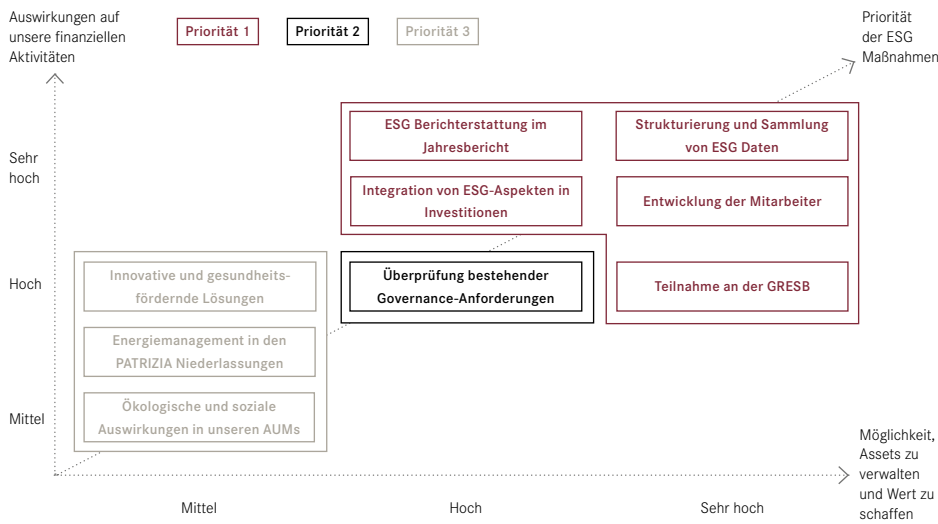 Auswirkungen auf
unsere finanziellen
Aktivitäten
Priorität 1
Priorität 2
Priorität 3
Priorität
der ESG
Maßnahmen
ESG Berichterstattung im
Jahresbericht
Strukturierung und Sammlung
von ESG Daten
Sehr
hoch
Integration von ESG-Aspekten in
Investitionen
Entwicklung der Mitarbeiter
Hoch
Innovative und gesundheits-
fördernde Lösungen
Überprüfung bestehender
Governance-Anforderungen
Teilnahme an der GRESB
Energiemanagement in den
PATRIZIA Niederlassungen
Mittel
Ökologische und soziale
Auswirkungen in unseren AUMs
Möglichkeit,
Assets zu
verwalten
und Wert zu
schaffen
Mittel
Hoch
Sehr hoch